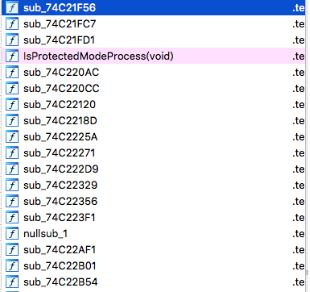 sub_74C21F56 .te
sub_74C21FC7 .te
sub_74C21FD1 .te
IsProtectedModeProcess(void) .te
sub_74C220AC .te
sub_74C220CC .te
sub_74C22120 .te
sub_74C2218D .te
sub_74C2225A .te
sub_74C22271 .te
sub_74C222D9 .te
sub_74C22329 .te
sub_74C22356 .te
sub_74C223F1 .te
nullsub_1 .te
sub_74C22AF1 .te
sub_74C22B01 .te
sub_74C22B54 .te